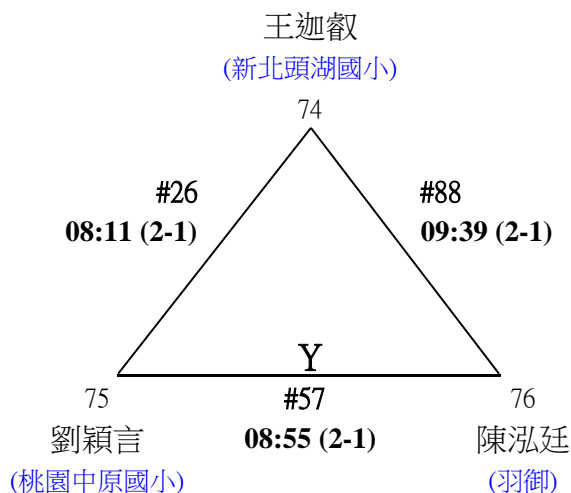 王迦叡
(新北頭湖國小)
74
#26
08:11 (2-1)
#88
09:39 (2-1)
Y
75
#57
76
劉穎言
08:55 (2-1)
陳泓廷
(桃園中原國小)
(羽御)